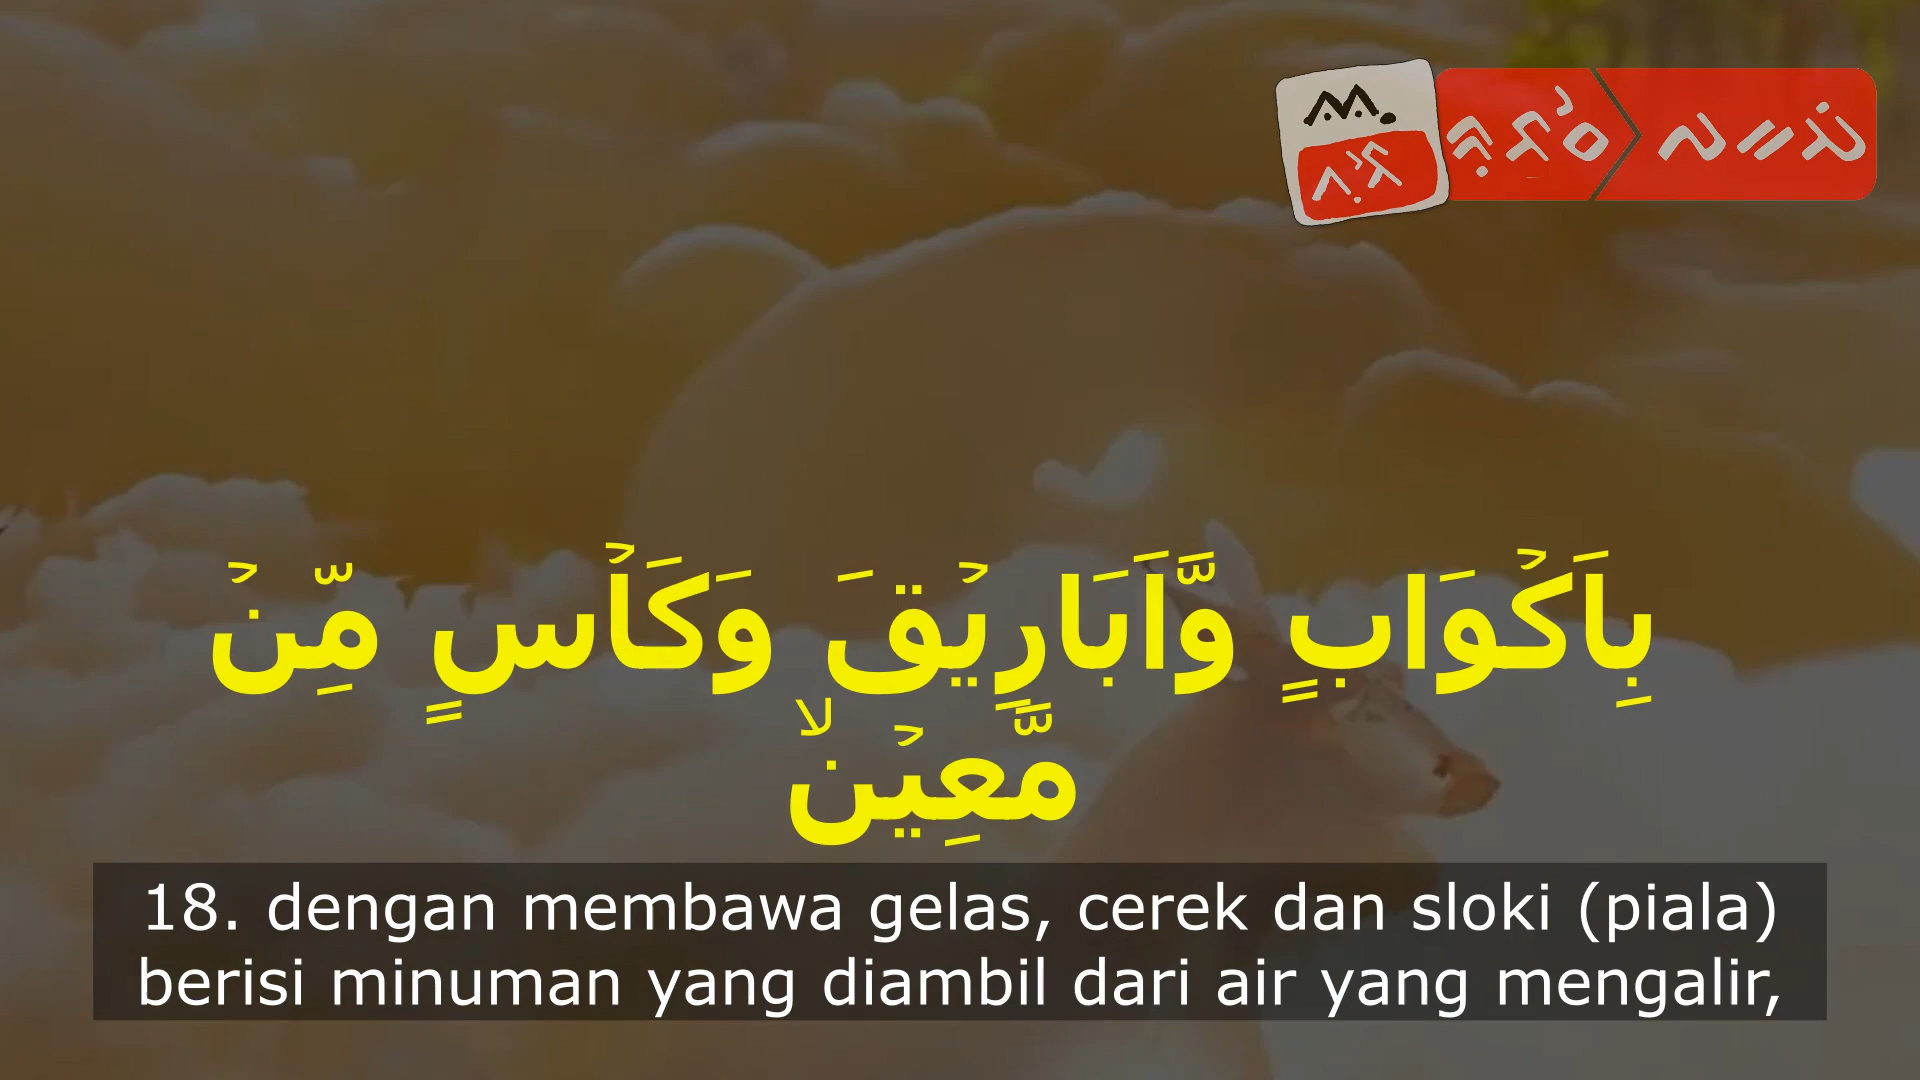 بِاَكْوَابٍ وَّاَبَارِيْقَ وَكَاْسٍ مِّنْ
مَّعِيْنٍۙ
18. dengan membawa gelas, cerek dan sloki (piala)
berisi minuman yang diambil dari air yang mengalir,